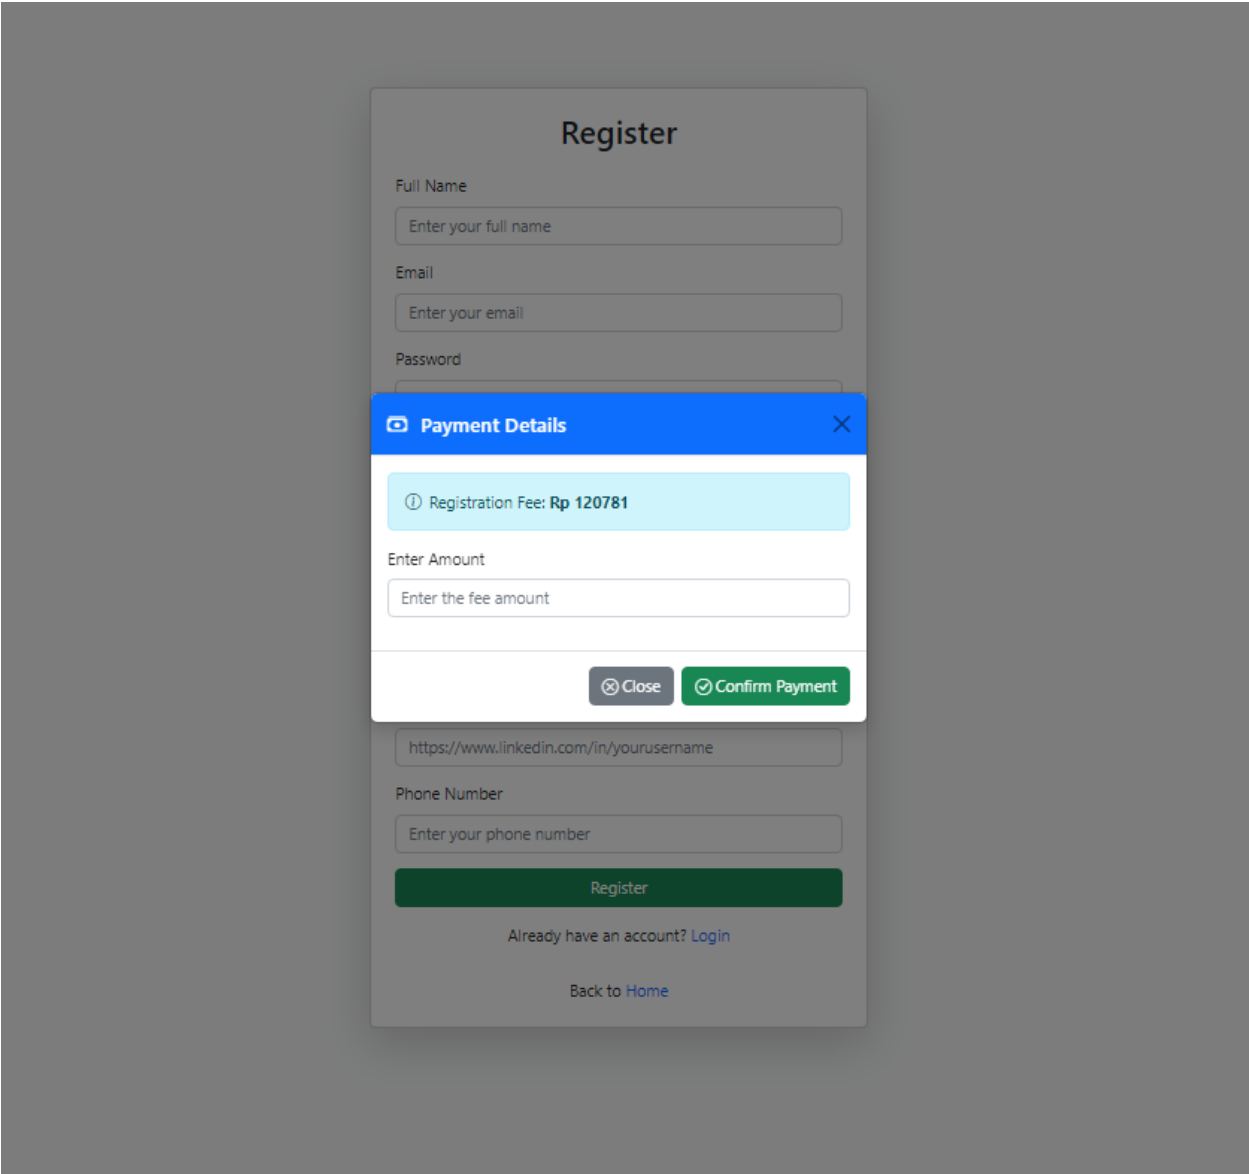 Register
Full Name
Enter your full name
Email
Enter your email
Password
Payment Details
Registration Fee: Rp 120781
Enter Amount
Enter the fee amount
Close
Confirm Payment
https://www.linkedin.com/in/yourusername
Phone Number
Enter your phone number
Register
Already have an account? Login
Back to Home